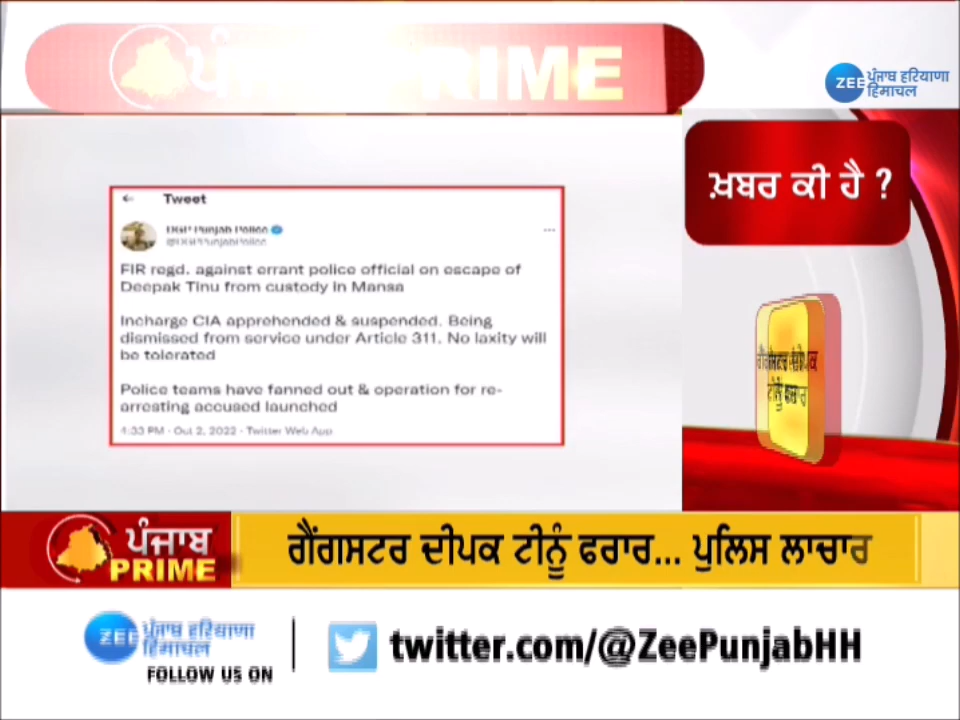 ਪੰਜਾਬ PRIME
ZEE ਪੰਜਾਬ ਹਰਿਆਣਾ
ਹਿਮਾਚਲ
ਖ਼ਬਰ ਕੀ ਹੈ ?
Tweet
DGP Punjab Police
@DGPPunjabPolice
FIR regd. against errant police official on escape of
Deepak Tinu from custody in Mansa
Incharge CIA apprehended & suspended. Being
dismissed from service under Article 311. No laxity will
be tolerated
Police teams have fanned out & operation for re-
arresting accused launched
4:33 PM · Oct 2, 2022 · Twitter Web App
ਪੰਜਾਬ
PRIME
ਗੈਂਗਸਟਰ ਦੀਪਕ ਟੀਨੂੰ ਫਰਾਰ... ਪੁਲਿਸ ਲਾਚਾਰ
ZEE ਪੰਜਾਬ ਹਰਿਆਣਾ
ਹਿਮਾਚਲ
FOLLOW US ON
twitter.com/@ZeePunjabHH